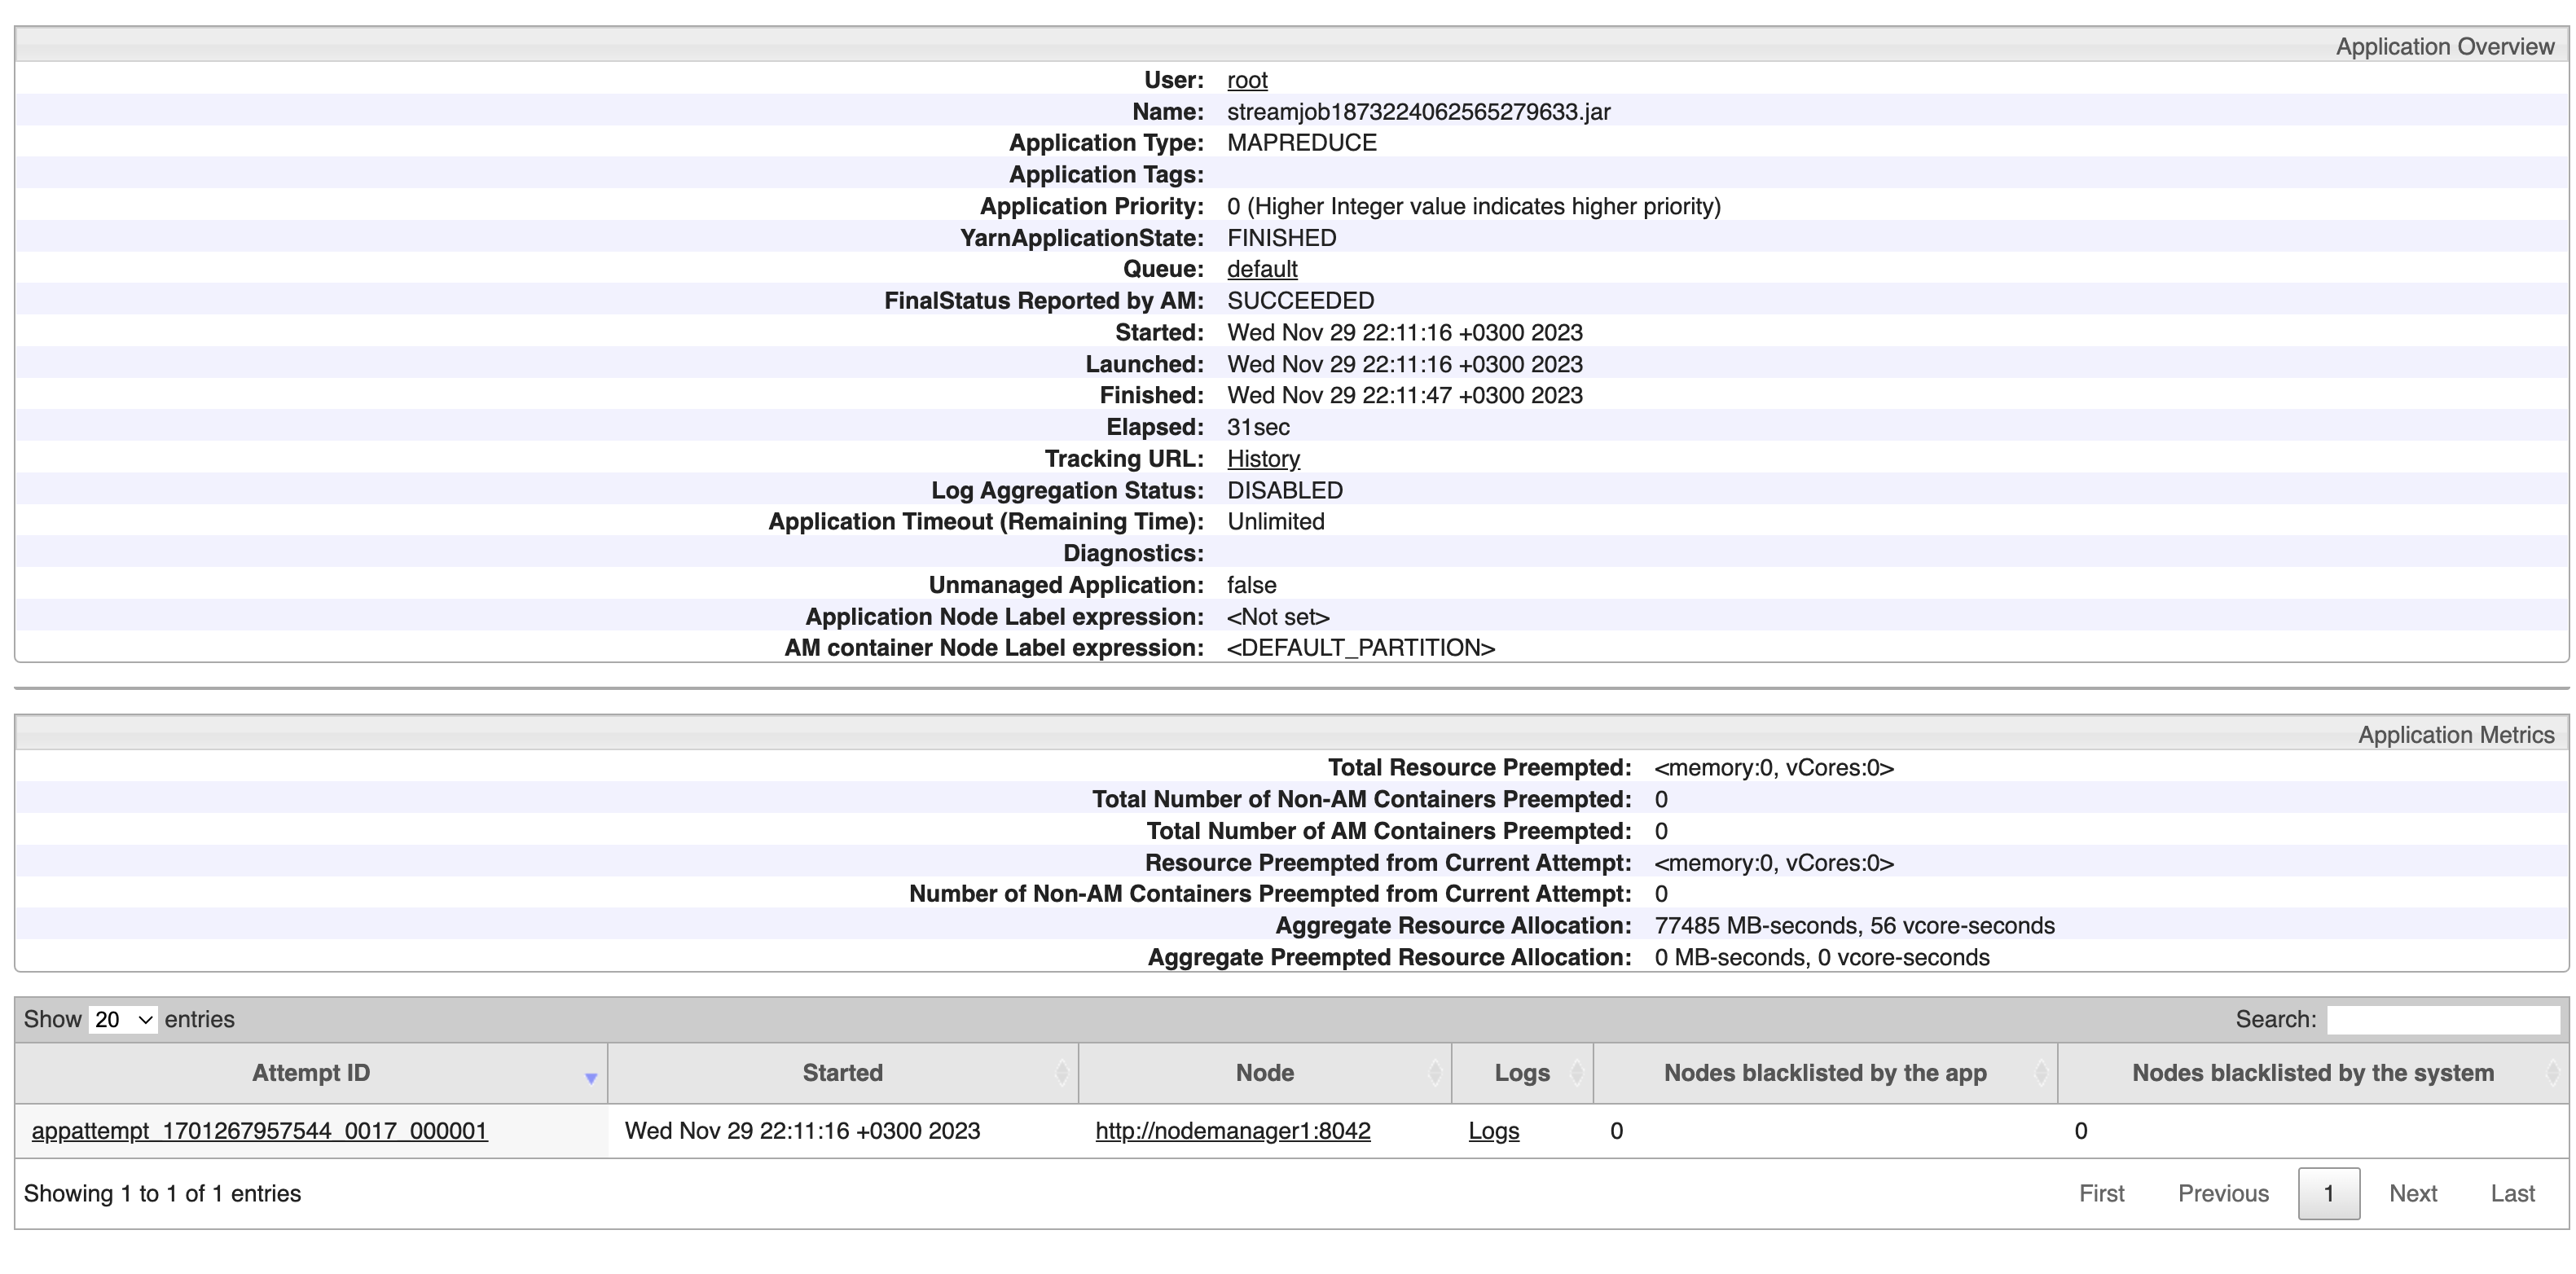 Application Overview
User: root
Name: streamjob1873224062565279633.jar
Application Type: MAPREDUCE
Application Tags:
Application Priority: 0 (Higher Integer value indicates higher priority)
YarnApplicationState: FINISHED
Queue: default
FinalStatus Reported by AM: SUCCEEDED
Started: Wed Nov 29 22:11:16 +0300 2023
Launched: Wed Nov 29 22:11:16 +0300 2023
Finished: Wed Nov 29 22:11:47 +0300 2023
Elapsed: 31sec
Tracking URL: History
Log Aggregation Status: DISABLED
Application Timeout (Remaining Time): Unlimited
Diagnostics:
Unmanaged Application: false
Application Node Label expression: <Not set>
AM container Node Label expression: <DEFAULT_PARTITION>
Application Metrics
Total Resource Preempted: <memory:0, vCores:0>
Total Number of Non-AM Containers Preempted: 0
Total Number of AM Containers Preempted: 0
Resource Preempted from Current Attempt: <memory:0, vCores:0>
Number of Non-AM Containers Preempted from Current Attempt: 0
Aggregate Resource Allocation: 77485 MB-seconds, 56 vcore-seconds
Aggregate Preempted Resource Allocation: 0 MB-seconds, 0 vcore-seconds
Show 20 entries Search:
Attempt ID Started Node Logs Nodes blacklisted by the app Nodes blacklisted by the system
appattempt_1701267957544_0017_000001 Wed Nov 29 22:11:16 +0300 2023 http://nodemanager1:8042 Logs 0 0
Showing 1 to 1 of 1 entries First Previous 1 Next Last